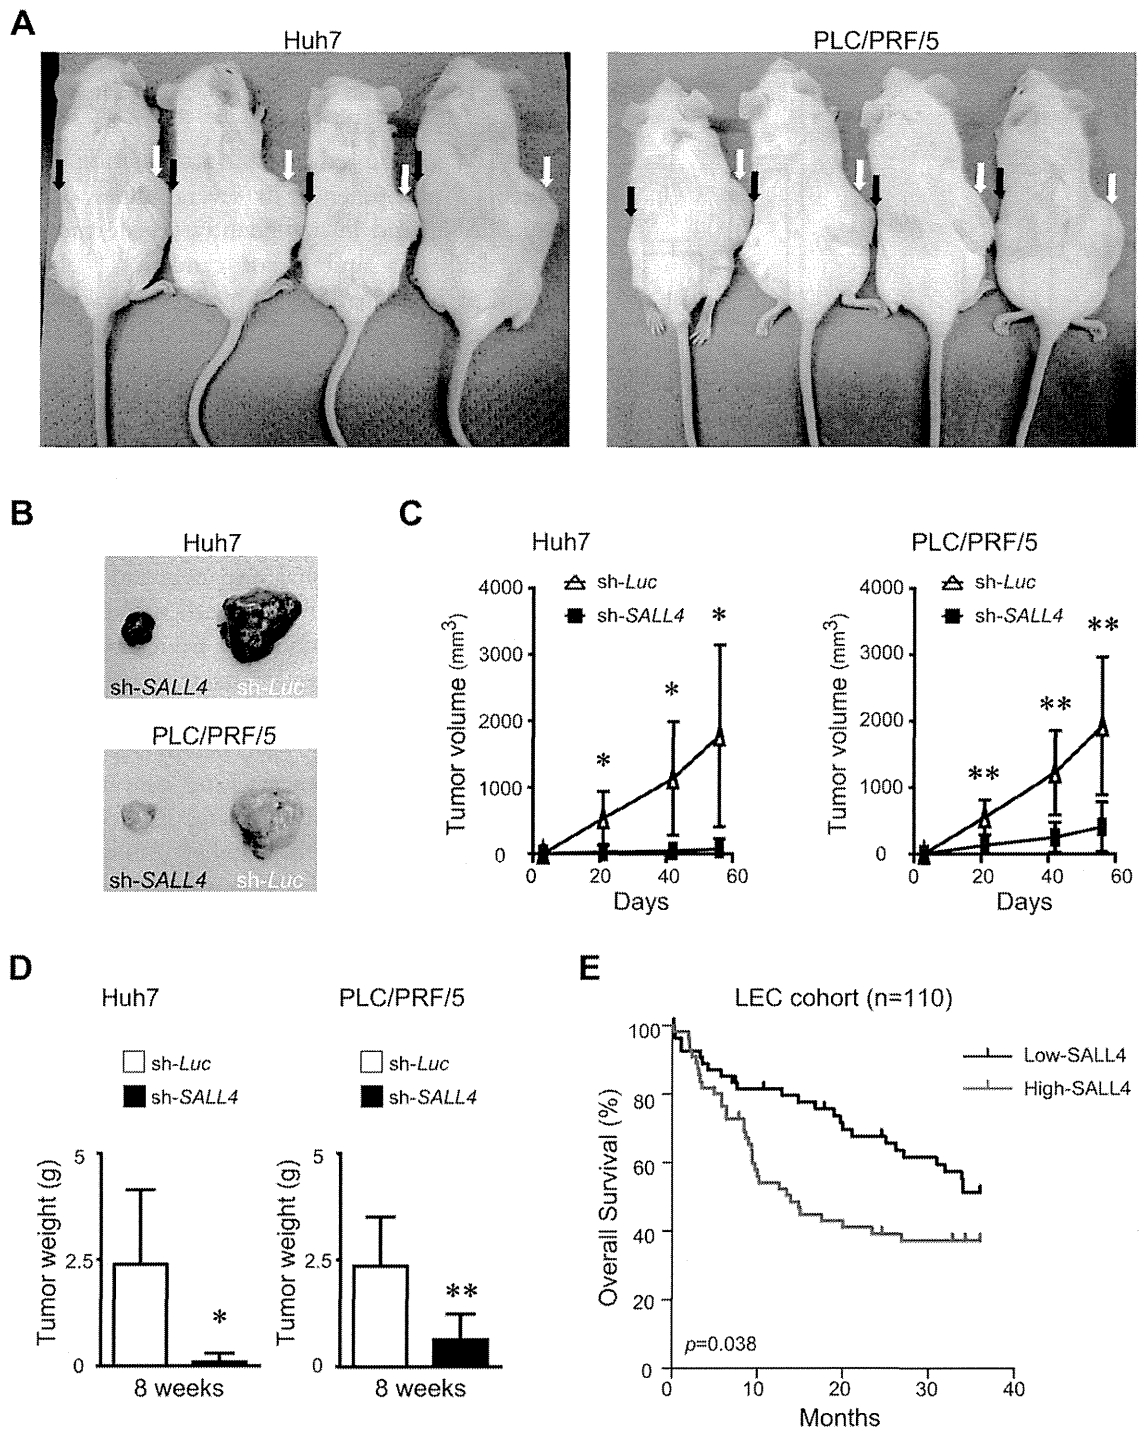 A
Huh7
PLC/PRF/5
B
Huh7
sh-SALL4 sh-Luc
PLC/PRF/5
sh-SALL4 sh-Luc
C
Huh7
sh-Luc
sh-SALL4
Tumor volume (mm3)
4000
3000
2000
1000
0
* * *
0 20 40 60
Days
PLC/PRF/5
sh-Luc
sh-SALL4
Tumor volume (mm3)
4000
3000
2000
1000
0
** ** **
0 20 40 60
Days
D
Huh7
sh-Luc
sh-SALL4
Tumor weight (g)
5
2.5
0
*
8 weeks
PLC/PRF/5
sh-Luc
sh-SALL4
Tumor weight (g)
5
2.5
0
**
8 weeks
E
LEC cohort (n=110)
Low-SALL4
High-SALL4
Overall Survival (%)
100
80
60
40
20
0
p=0.038
0 10 20 30 40
Months